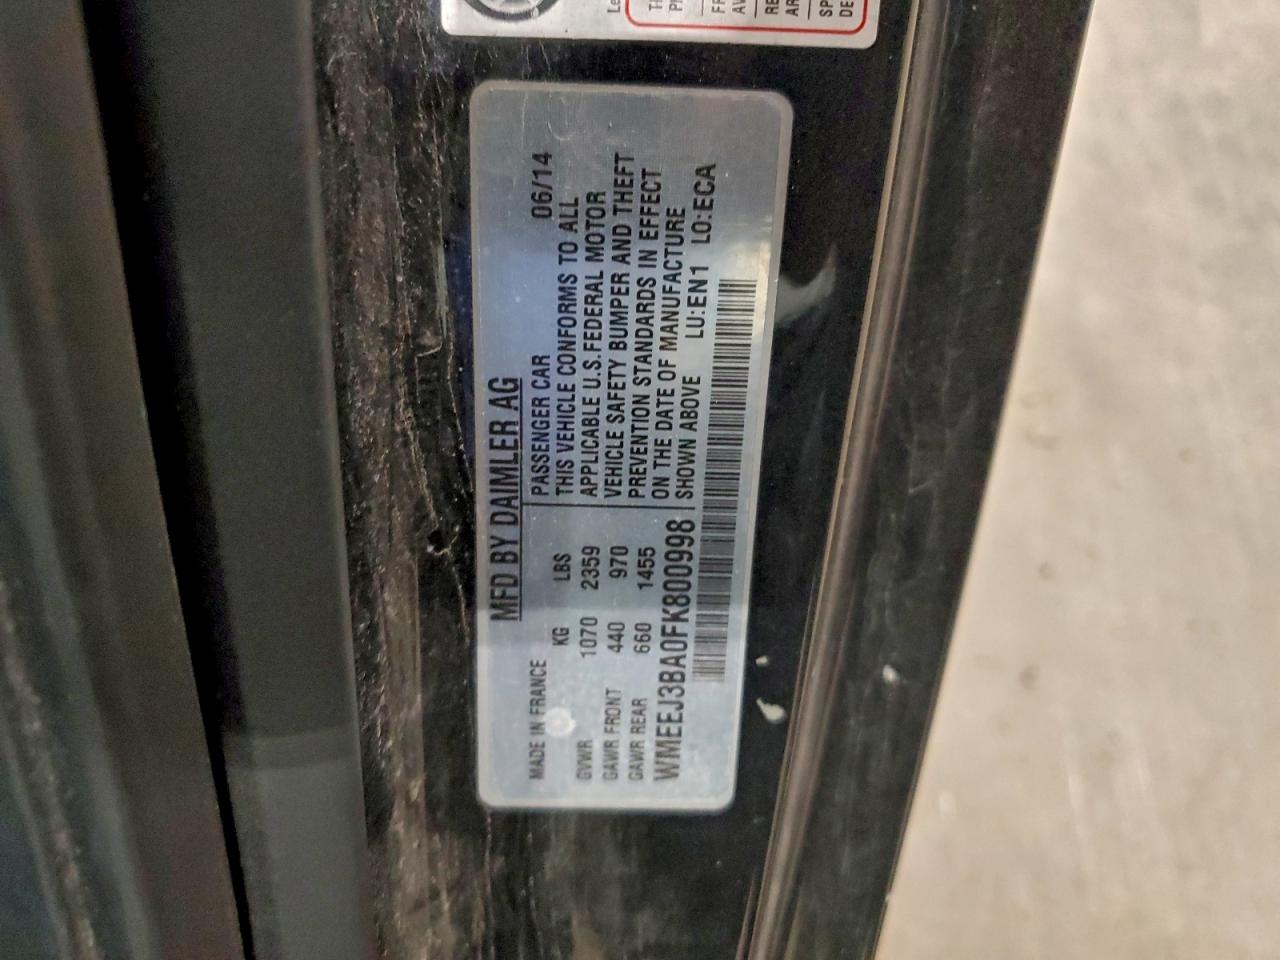 MFD BY DAIMLER AG
MADE IN FRANCE
KG LBS
GVWR 1070 2359
GAWR FRONT 440 970
GAWR REAR 660 1455
WMEEJ3BA0FK800998
PASSENGER CAR 06/14
THIS VEHICLE CONFORMS TO ALL
APPLICABLE U.S. FEDERAL MOTOR
VEHICLE SAFETY BUMPER AND THEFT
PREVENTION STANDARDS IN EFFECT
ON THE DATE OF MANUFACTURE
SHOWN ABOVE LU:EN1 LO:ECA